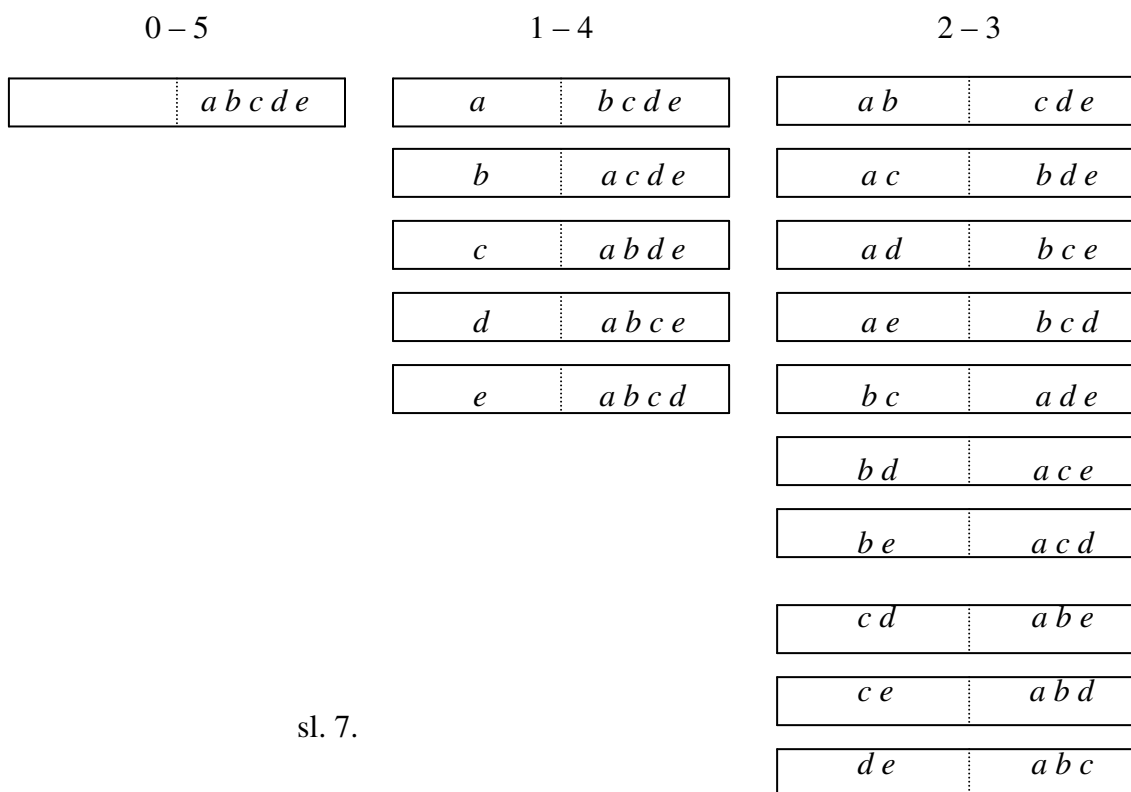 0 – 5 1 – 4 2 – 3
a b c d e a b c d e a b c d e
b a c d e a c b d e
c a b d e a d b c e
d a b c e a e b c d
e a b c d b c a d e
b d a c e
b e a c d
c d a b e
c e a b d
sl. 7.
d e a b c